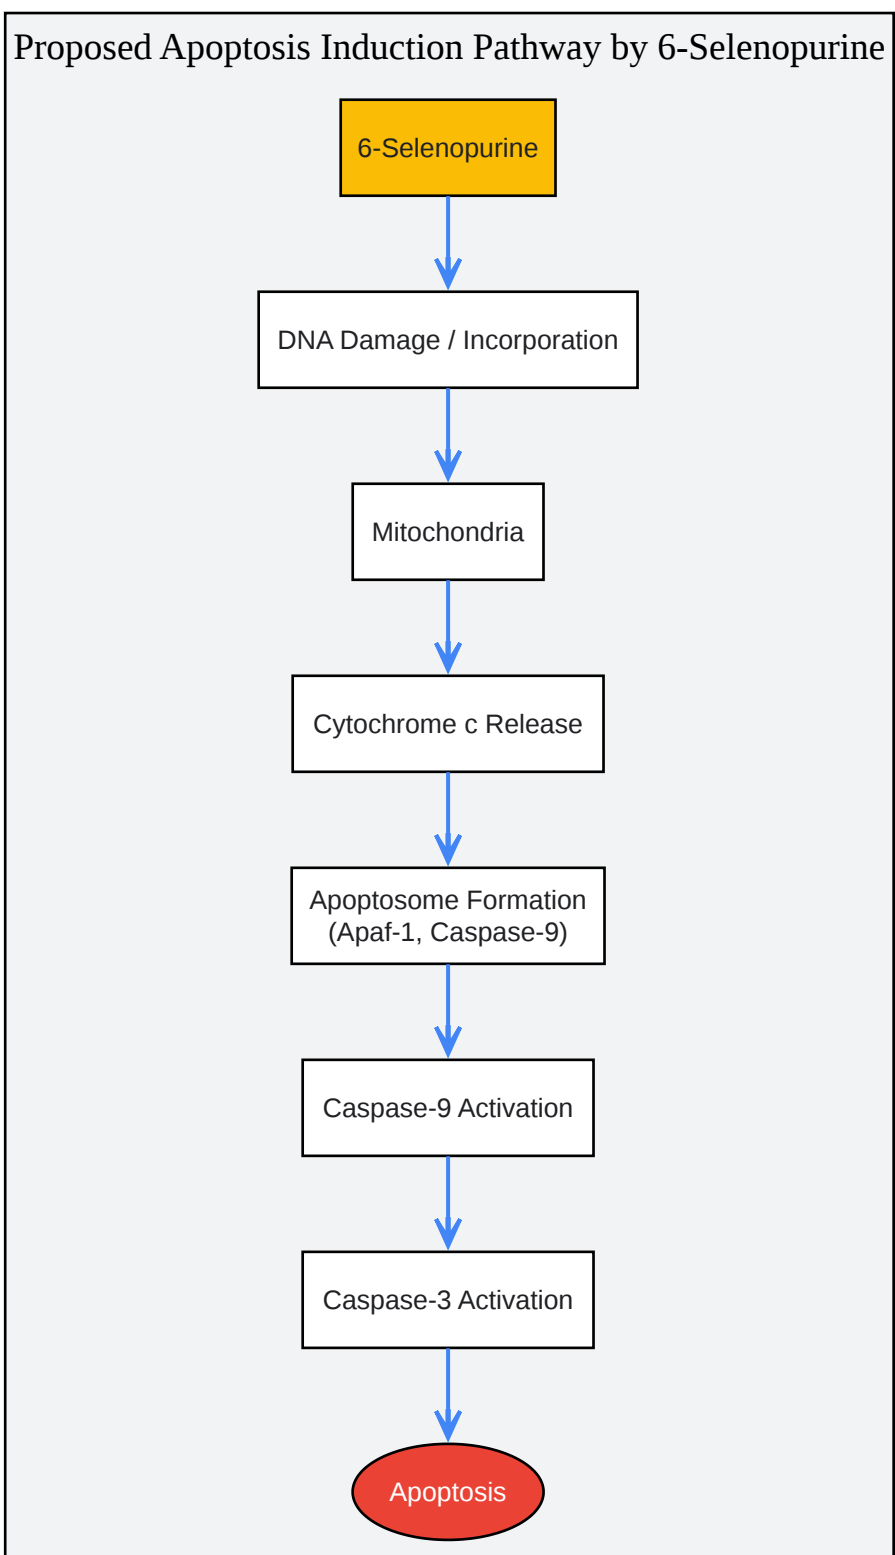 Proposed Apoptosis Induction Pathway by 6-Selenopurine
6-Selenopurine
DNA Damage / Incorporation
Mitochondria
Cytochrome c Release
Apoptosome Formation
(Apaf-1, Caspase-9)
Caspase-9 Activation
Caspase-3 Activation
Apoptosis